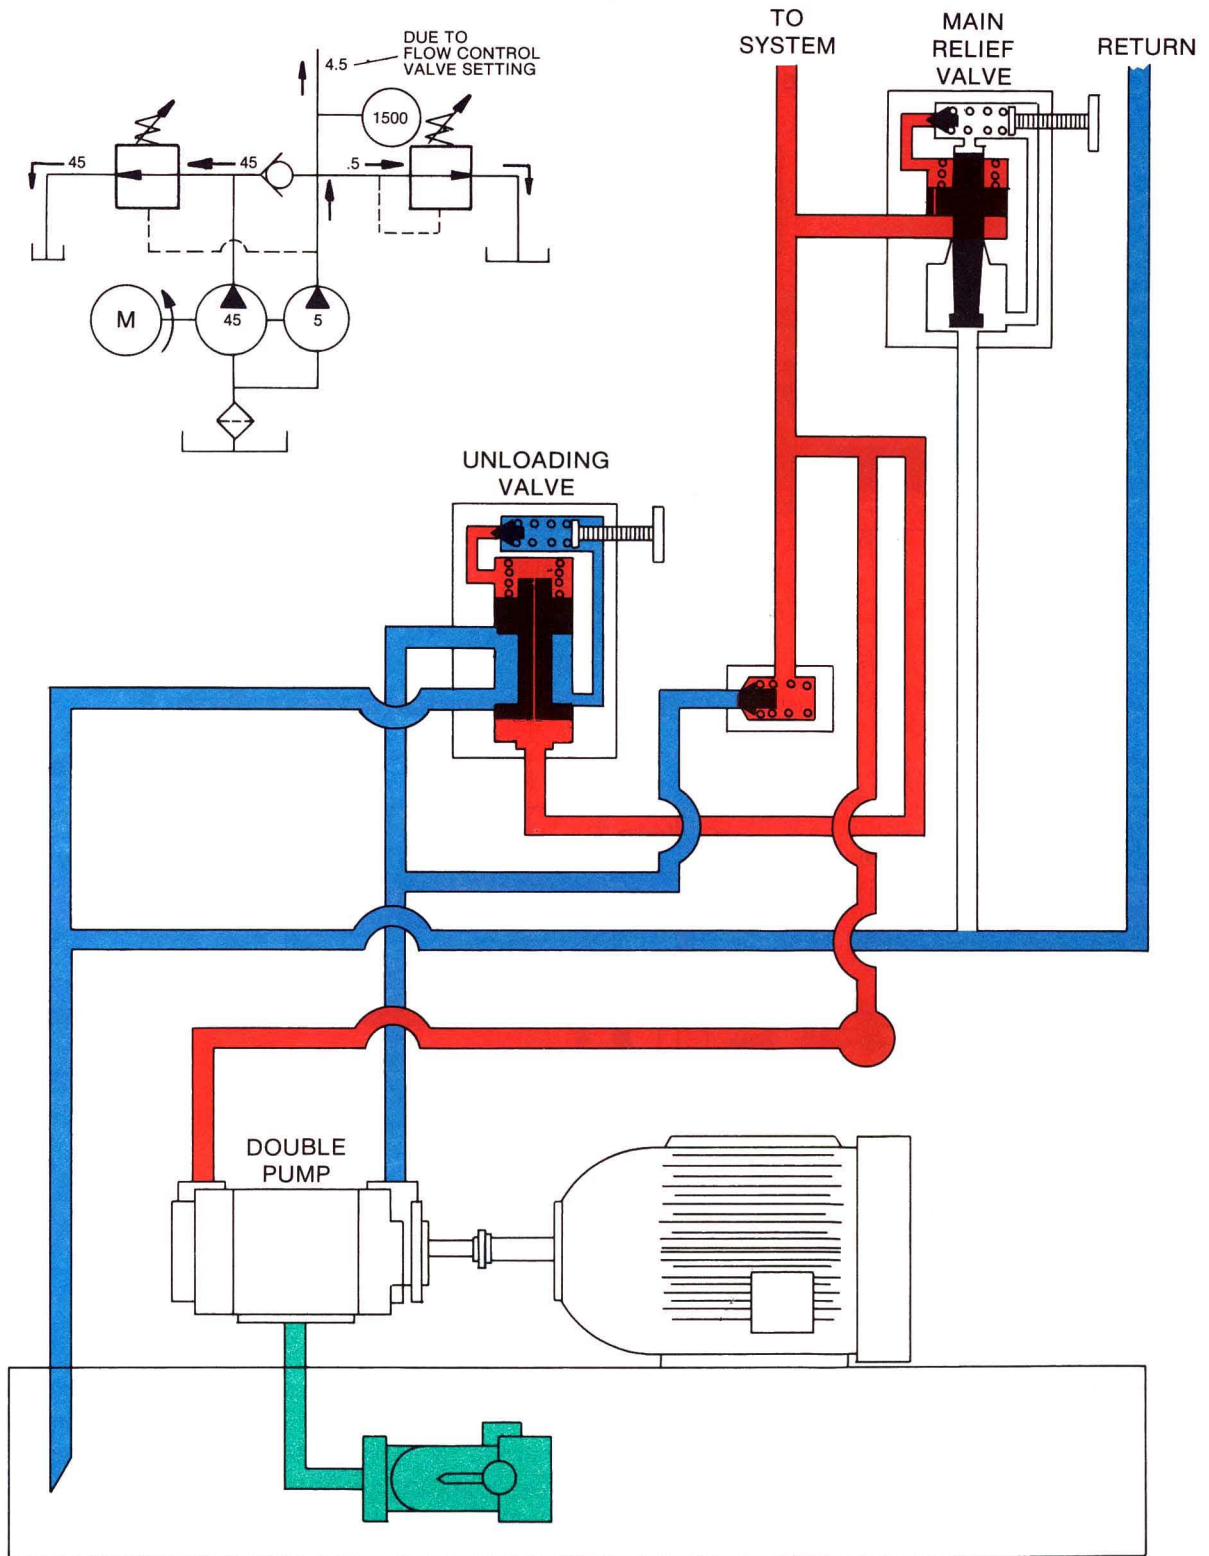 DUE TO
FLOW CONTROL
VALVE SETTING
4.5
1500
45
45
.5
M
45
5
TO
SYSTEM
MAIN
RELIEF
VALVE
RETURN
UNLOADING
VALVE
DOUBLE
PUMP